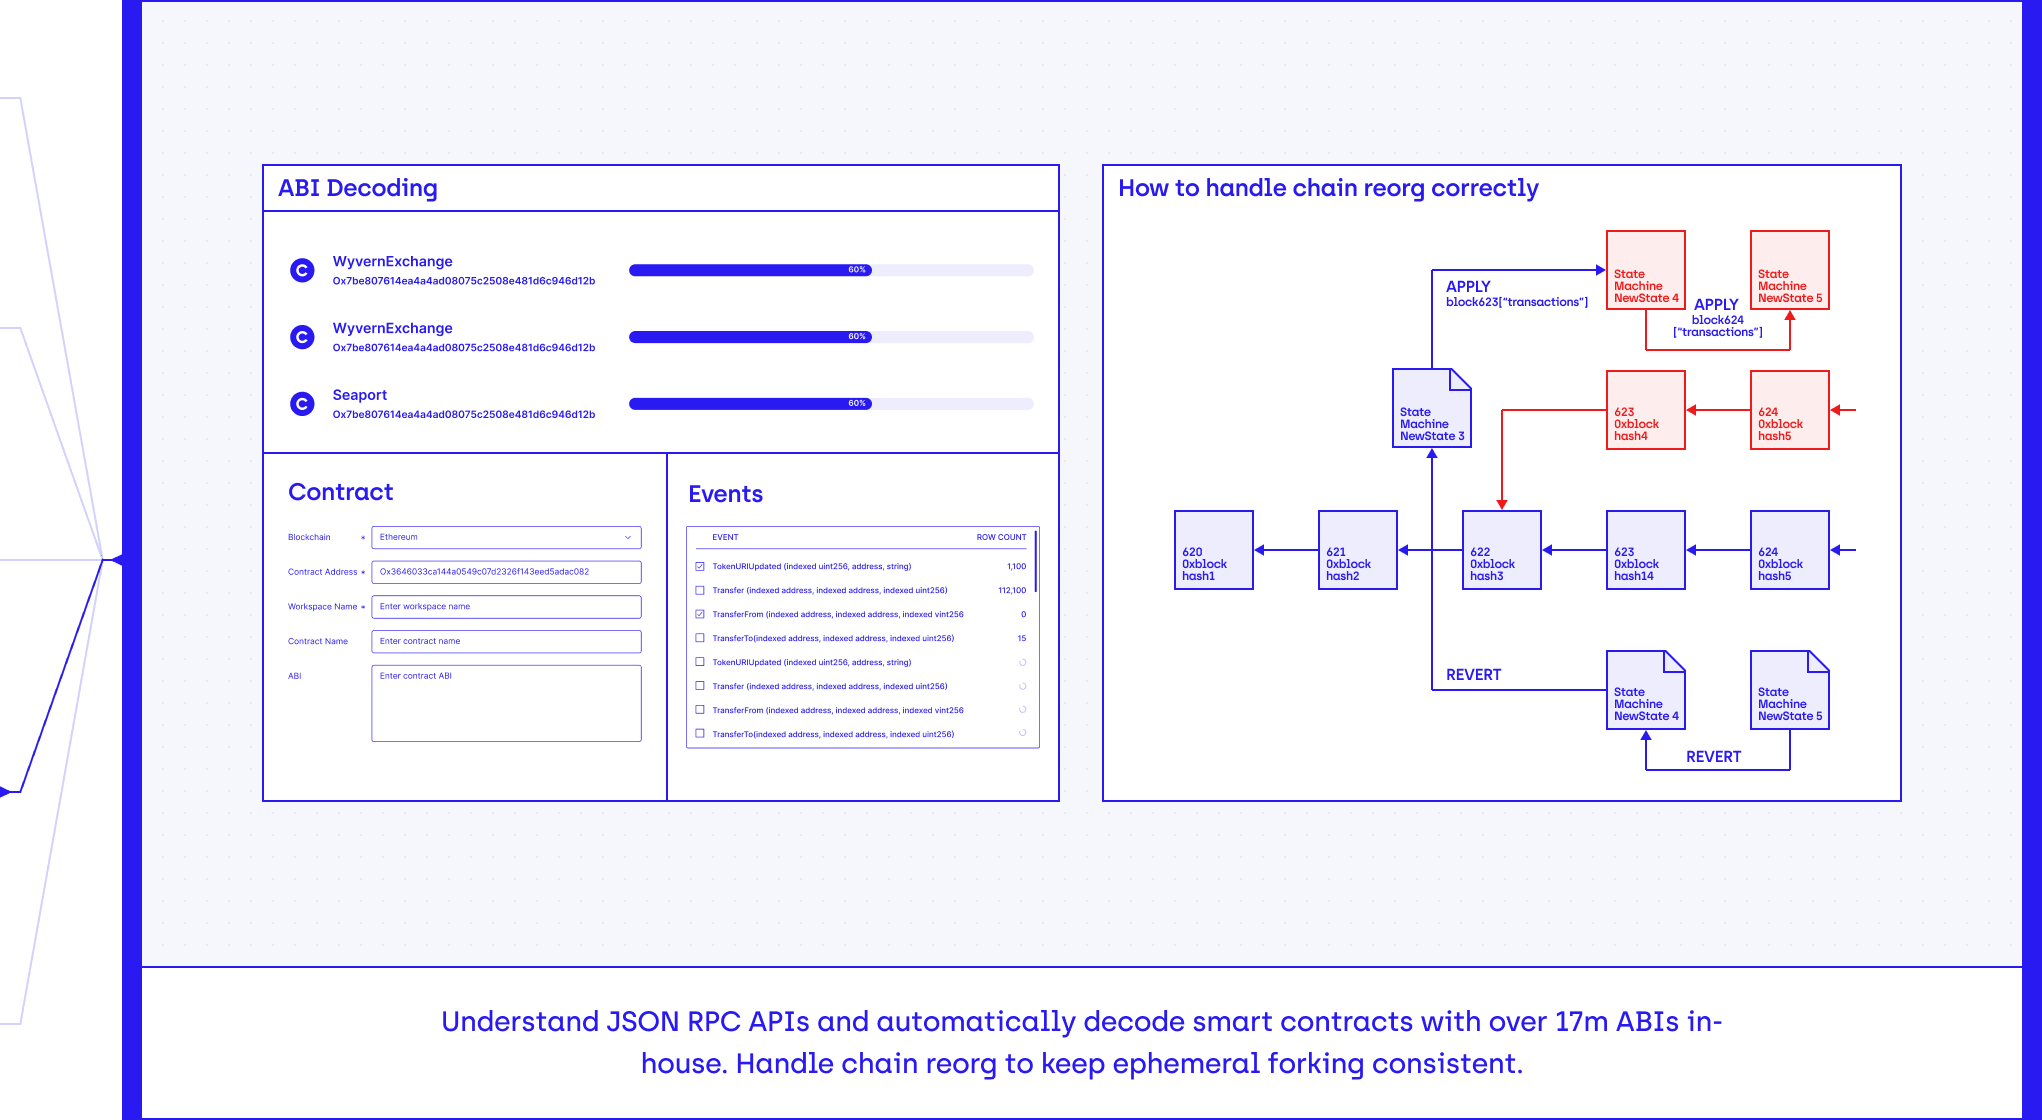 ABI Decoding
WyvernExchange
0x7be807614ea4a4ad08075c2508e481d6c946d12b
60%
WyvernExchange
0x7be807614ea4a4ad08075c2508e481d6c946d12b
60%
Seaport
0x7be807614ea4a4ad08075c2508e481d6c946d12b
60%
Contract
Blockchain * Ethereum
Contract Address * 0x3646033ca144a0549c07d2326f143eed5adac082
Workspace Name * Enter workspace name
Contract Name Enter contract name
ABI Enter contract ABI
Events
EVENT ROW COUNT
TokenURIUpdated (indexed uint256, address, string) 1,100
Transfer (indexed address, indexed address, indexed uint256) 112,100
TransferFrom (indexed address, indexed address, indexed vint256 0
TransferTo(indexed address, indexed address, indexed uint256) 15
TokenURIUpdated (indexed uint256, address, string)
Transfer (indexed address, indexed address, indexed uint256)
TransferFrom (indexed address, indexed address, indexed vint256
TransferTo(indexed address, indexed address, indexed uint256)
How to handle chain reorg correctly
State
Machine
NewState 4
State
Machine
NewState 5
APPLY
block623["transactions"]
APPLY
block624
["transactions"]
State
Machine
NewState 3
623
0xblock
hash4
624
0xblock
hash5
620
0xblock
hash1
621
0xblock
hash2
622
0xblock
hash3
623
0xblock
hash14
624
0xblock
hash5
REVERT
State
Machine
NewState 4
State
Machine
NewState 5
REVERT
Understand JSON RPC APIs and automatically decode smart contracts with over 17m ABIs in-
house. Handle chain reorg to keep ephemeral forking consistent.